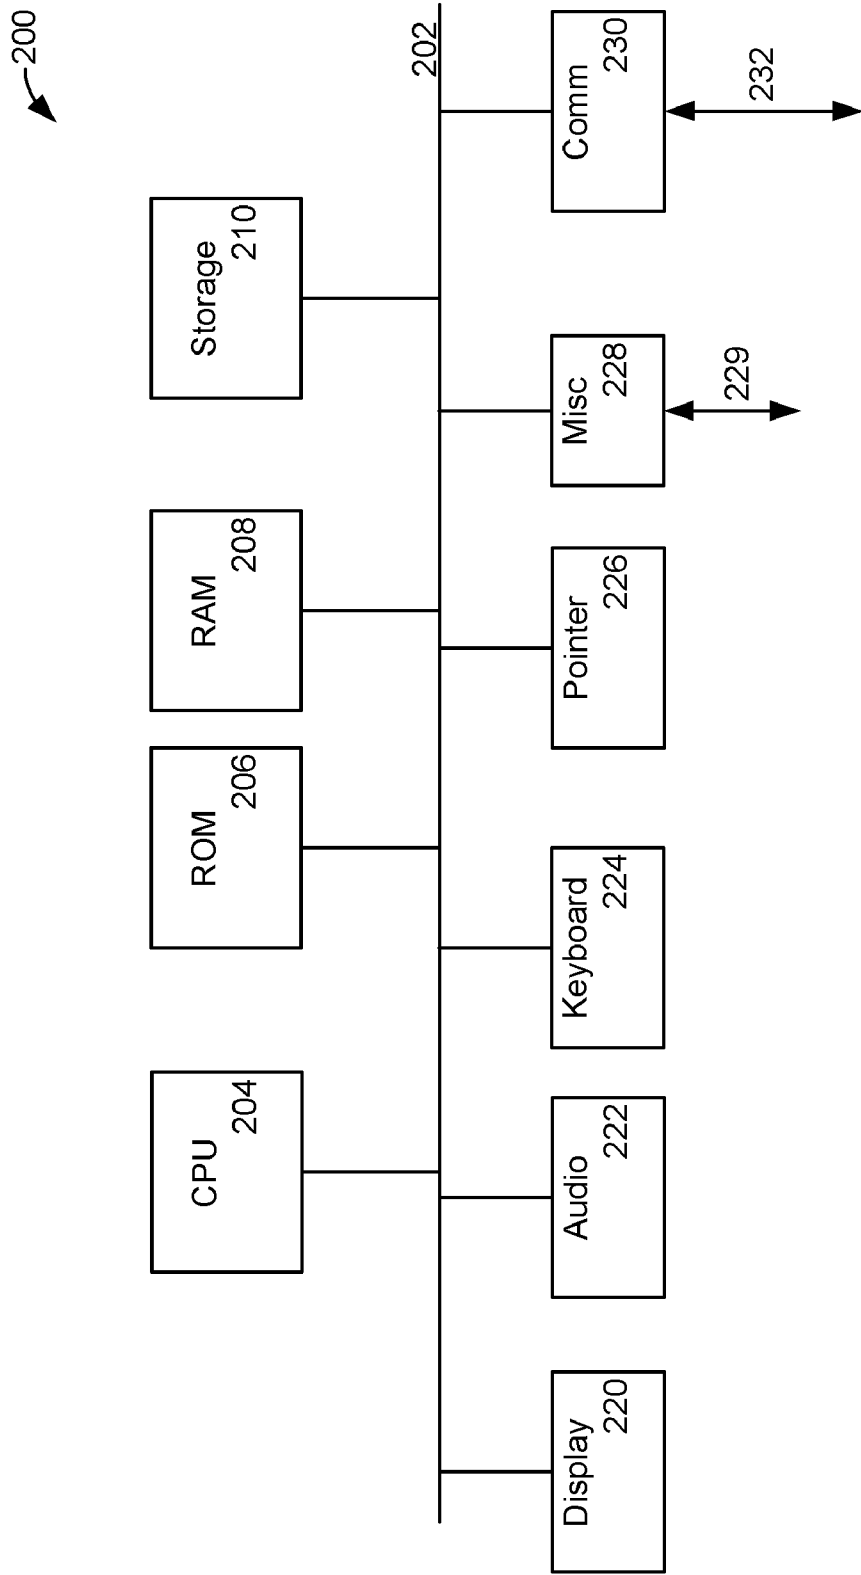 200
CPU
204
ROM
206
RAM
208
Storage
210
202
Display
220
Audio
222
Keyboard
224
Pointer
226
Misc
228
Comm
230
229
232